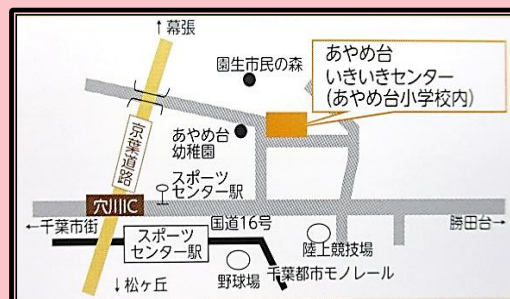 ↑幕張
園生市民の森
あやめ台
いきいきセンター
(あやめ台小学校内)
あやめ台
幼稚園
京葉道路
スポーツ
センター駅
穴川IC
←千葉市街
国道16号
勝田台→
スポーツ
センター駅
陸上競技場
↓松ヶ丘
野球場
千葉都市モノレール